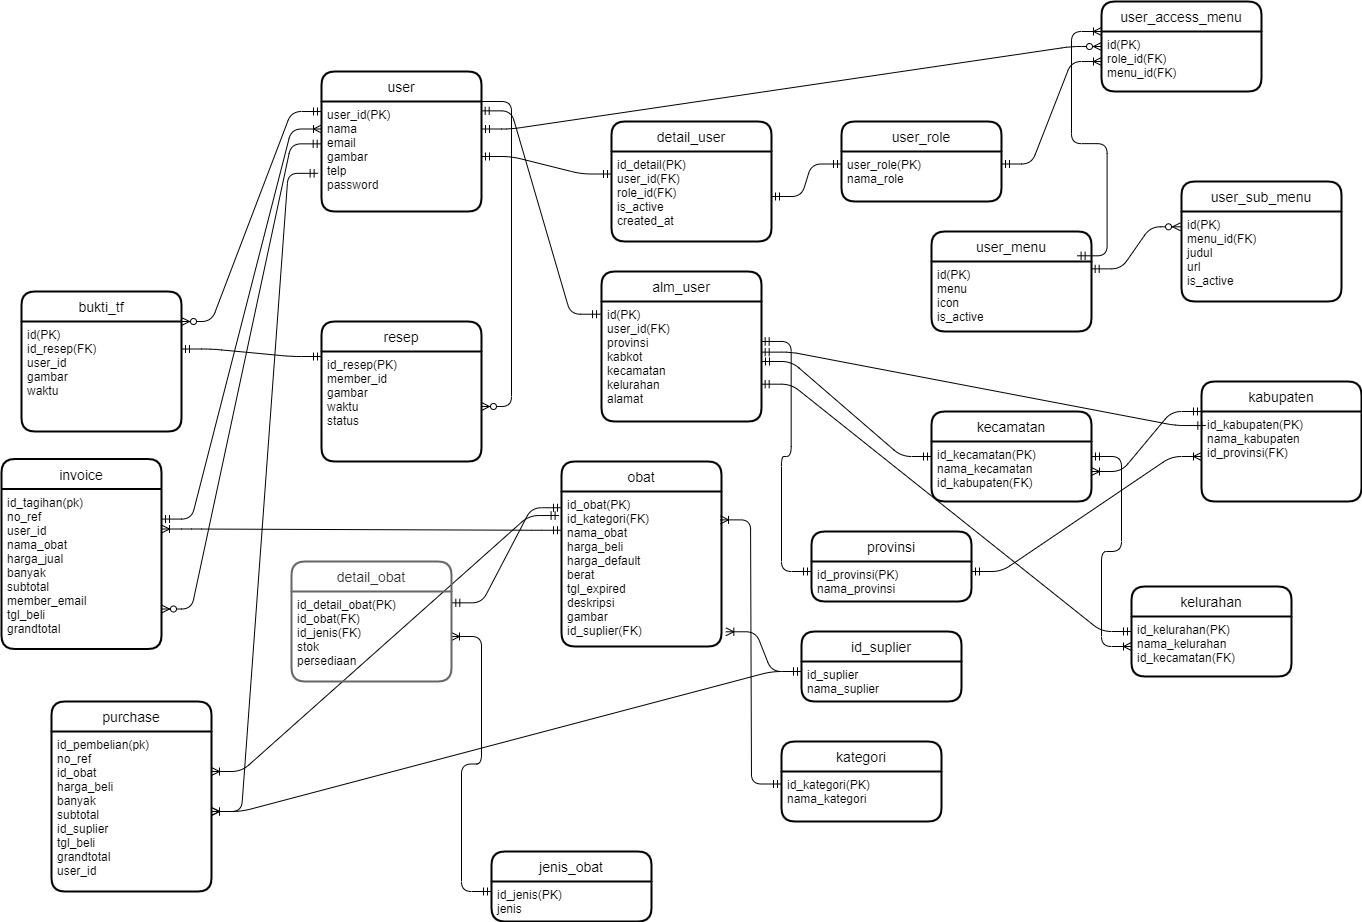 user_access_menu
id(PK)
role_id(FK)
menu_id(FK)
user
user_id(PK)
nama
email
gambar
telp
password
detail_user
id_detail(PK)
user_id(FK)
role_id(FK)
is_active
created_at
user_role
user_role(PK)
nama_role
user_sub_menu
id(PK)
menu_id(FK)
judul
url
is_active
user_menu
id(PK)
menu
icon
is_active
alm_user
id(PK)
user_id(FK)
provinsi
kabkot
kecamatan
kelurahan
alamat
bukti_tf
id(PK)
id_resep(FK)
user_id
gambar
waktu
resep
id_resep(PK)
member_id
gambar
waktu
status
kabupaten
id_kabupaten(PK)
nama_kabupaten
id_provinsi(FK)
kecamatan
id_kecamatan(PK)
nama_kecamatan
id_kabupaten(FK)
invoice
id_tagihan(pk)
no_ref
user_id
nama_obat
harga_jual
banyak
subtotal
member_email
tgl_beli
grandtotal
obat
id_obat(PK)
id_kategori(FK)
nama_obat
harga_beli
harga_default
berat
tgl_expired
deskripsi
gambar
id_suplier(FK)
provinsi
id_provinsi(PK)
nama_provinsi
detail_obat
id_detail_obat(PK)
id_obat(FK)
id_jenis(FK)
stok
persediaan
kelurahan
id_kelurahan(PK)
nama_kelurahan
id_kecamatan(FK)
id_suplier
id_suplier
nama_suplier
purchase
id_pembelian(pk)
no_ref
id_obat
harga_beli
banyak
subtotal
id_suplier
tgl_beli
grandtotal
user_id
kategori
id_kategori(PK)
nama_kategori
jenis_obat
id_jenis(PK)
jenis